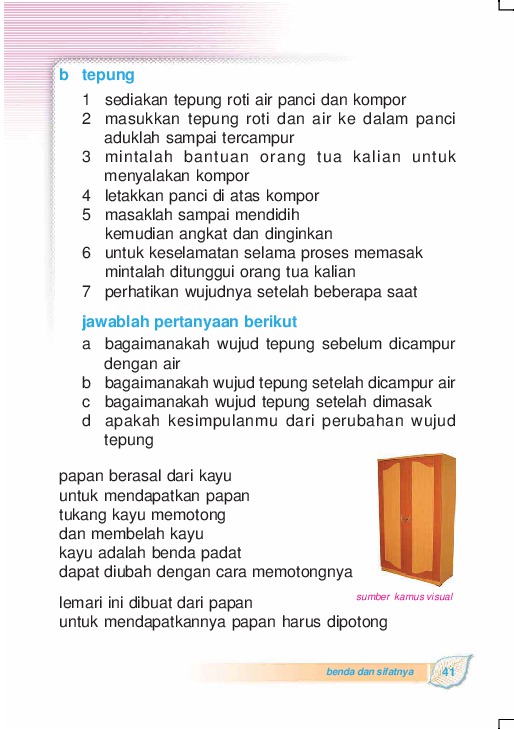 b tepung
1 sediakan tepung roti air panci dan kompor
2 masukkan tepung roti dan air ke dalam panci
aduklah sampai tercampur
3 mintalah bantuan orang tua kalian untuk
menyalakan kompor
4 letakkan panci di atas kompor
5 masaklah sampai mendidih
kemudian angkat dan dinginkan
6 untuk keselamatan selama proses memasak
mintalah ditunggui orang tua kalian
7 perhatikan wujudnya setelah beberapa saat
jawablah pertanyaan berikut
a bagaimanakah wujud tepung sebelum dicampur
dengan air
b bagaimanakah wujud tepung setelah dicampur air
c bagaimanakah wujud tepung setelah dimasak
d apakah kesimpulanmu dari perubahan wujud
tepung
papan berasal dari kayu
untuk mendapatkan papan
tukang kayu memotong
dan membelah kayu
kayu adalah benda padat
dapat diubah dengan cara memotongnya
sumber kamus visual
lemari ini dibuat dari papan
untuk mendapatkannya papan harus dipotong
benda dan sifatnya 41